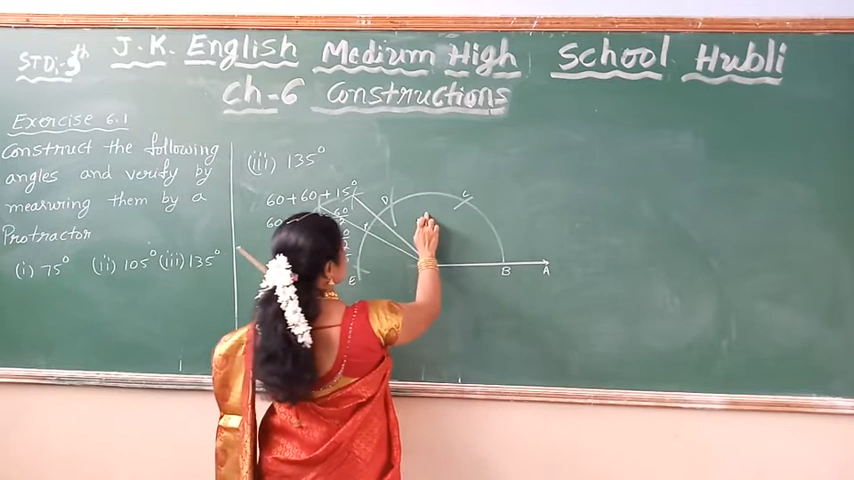 STD:- 9th J.K. English Medium High School Hubli
Ch-6 Constructions
Exercise 6.1
Construct the following
angles and verify by
measuring them by a
Protractor
(i) 75° (ii) 105° (iii) 135°
(iii) 135°
60+60+15°
60
D
C
E
B
A